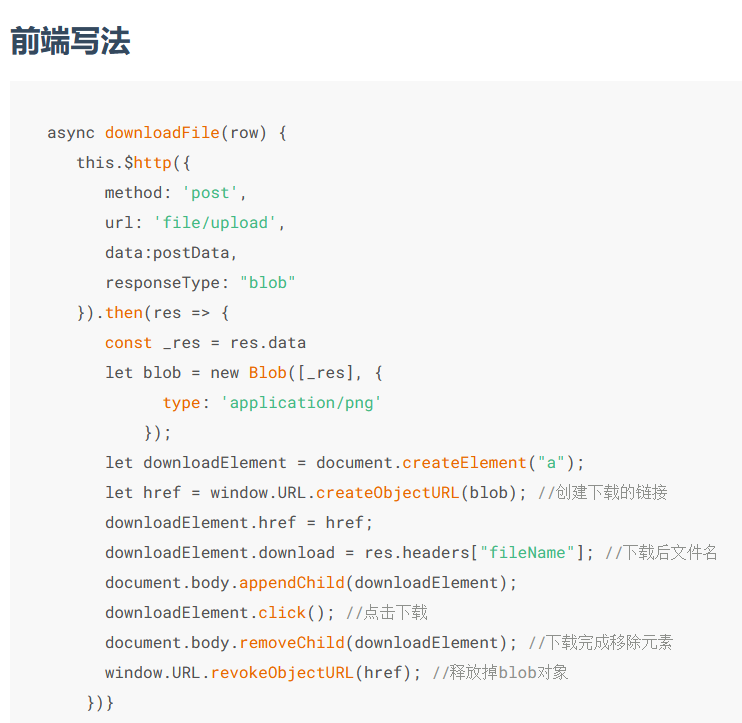 前端写法
async downloadFile(row) {
this.$http({
method: 'post',
url: 'file/upload',
data:postData,
responseType: "blob"
}).then(res => {
const _res = res.data
let blob = new Blob([_res], {
type: 'application/png'
});
let downloadElement = document.createElement("a");
let href = window.URL.createObjectURL(blob); //创建下载的链接
downloadElement.href = href;
downloadElement.download = res.headers["fileName"]; //下载后文件名
document.body.appendChild(downloadElement);
downloadElement.click(); //点击下载
document.body.removeChild(downloadElement); //下载完成移除元素
window.URL.revokeObjectURL(href); //释放掉blob对象
})}